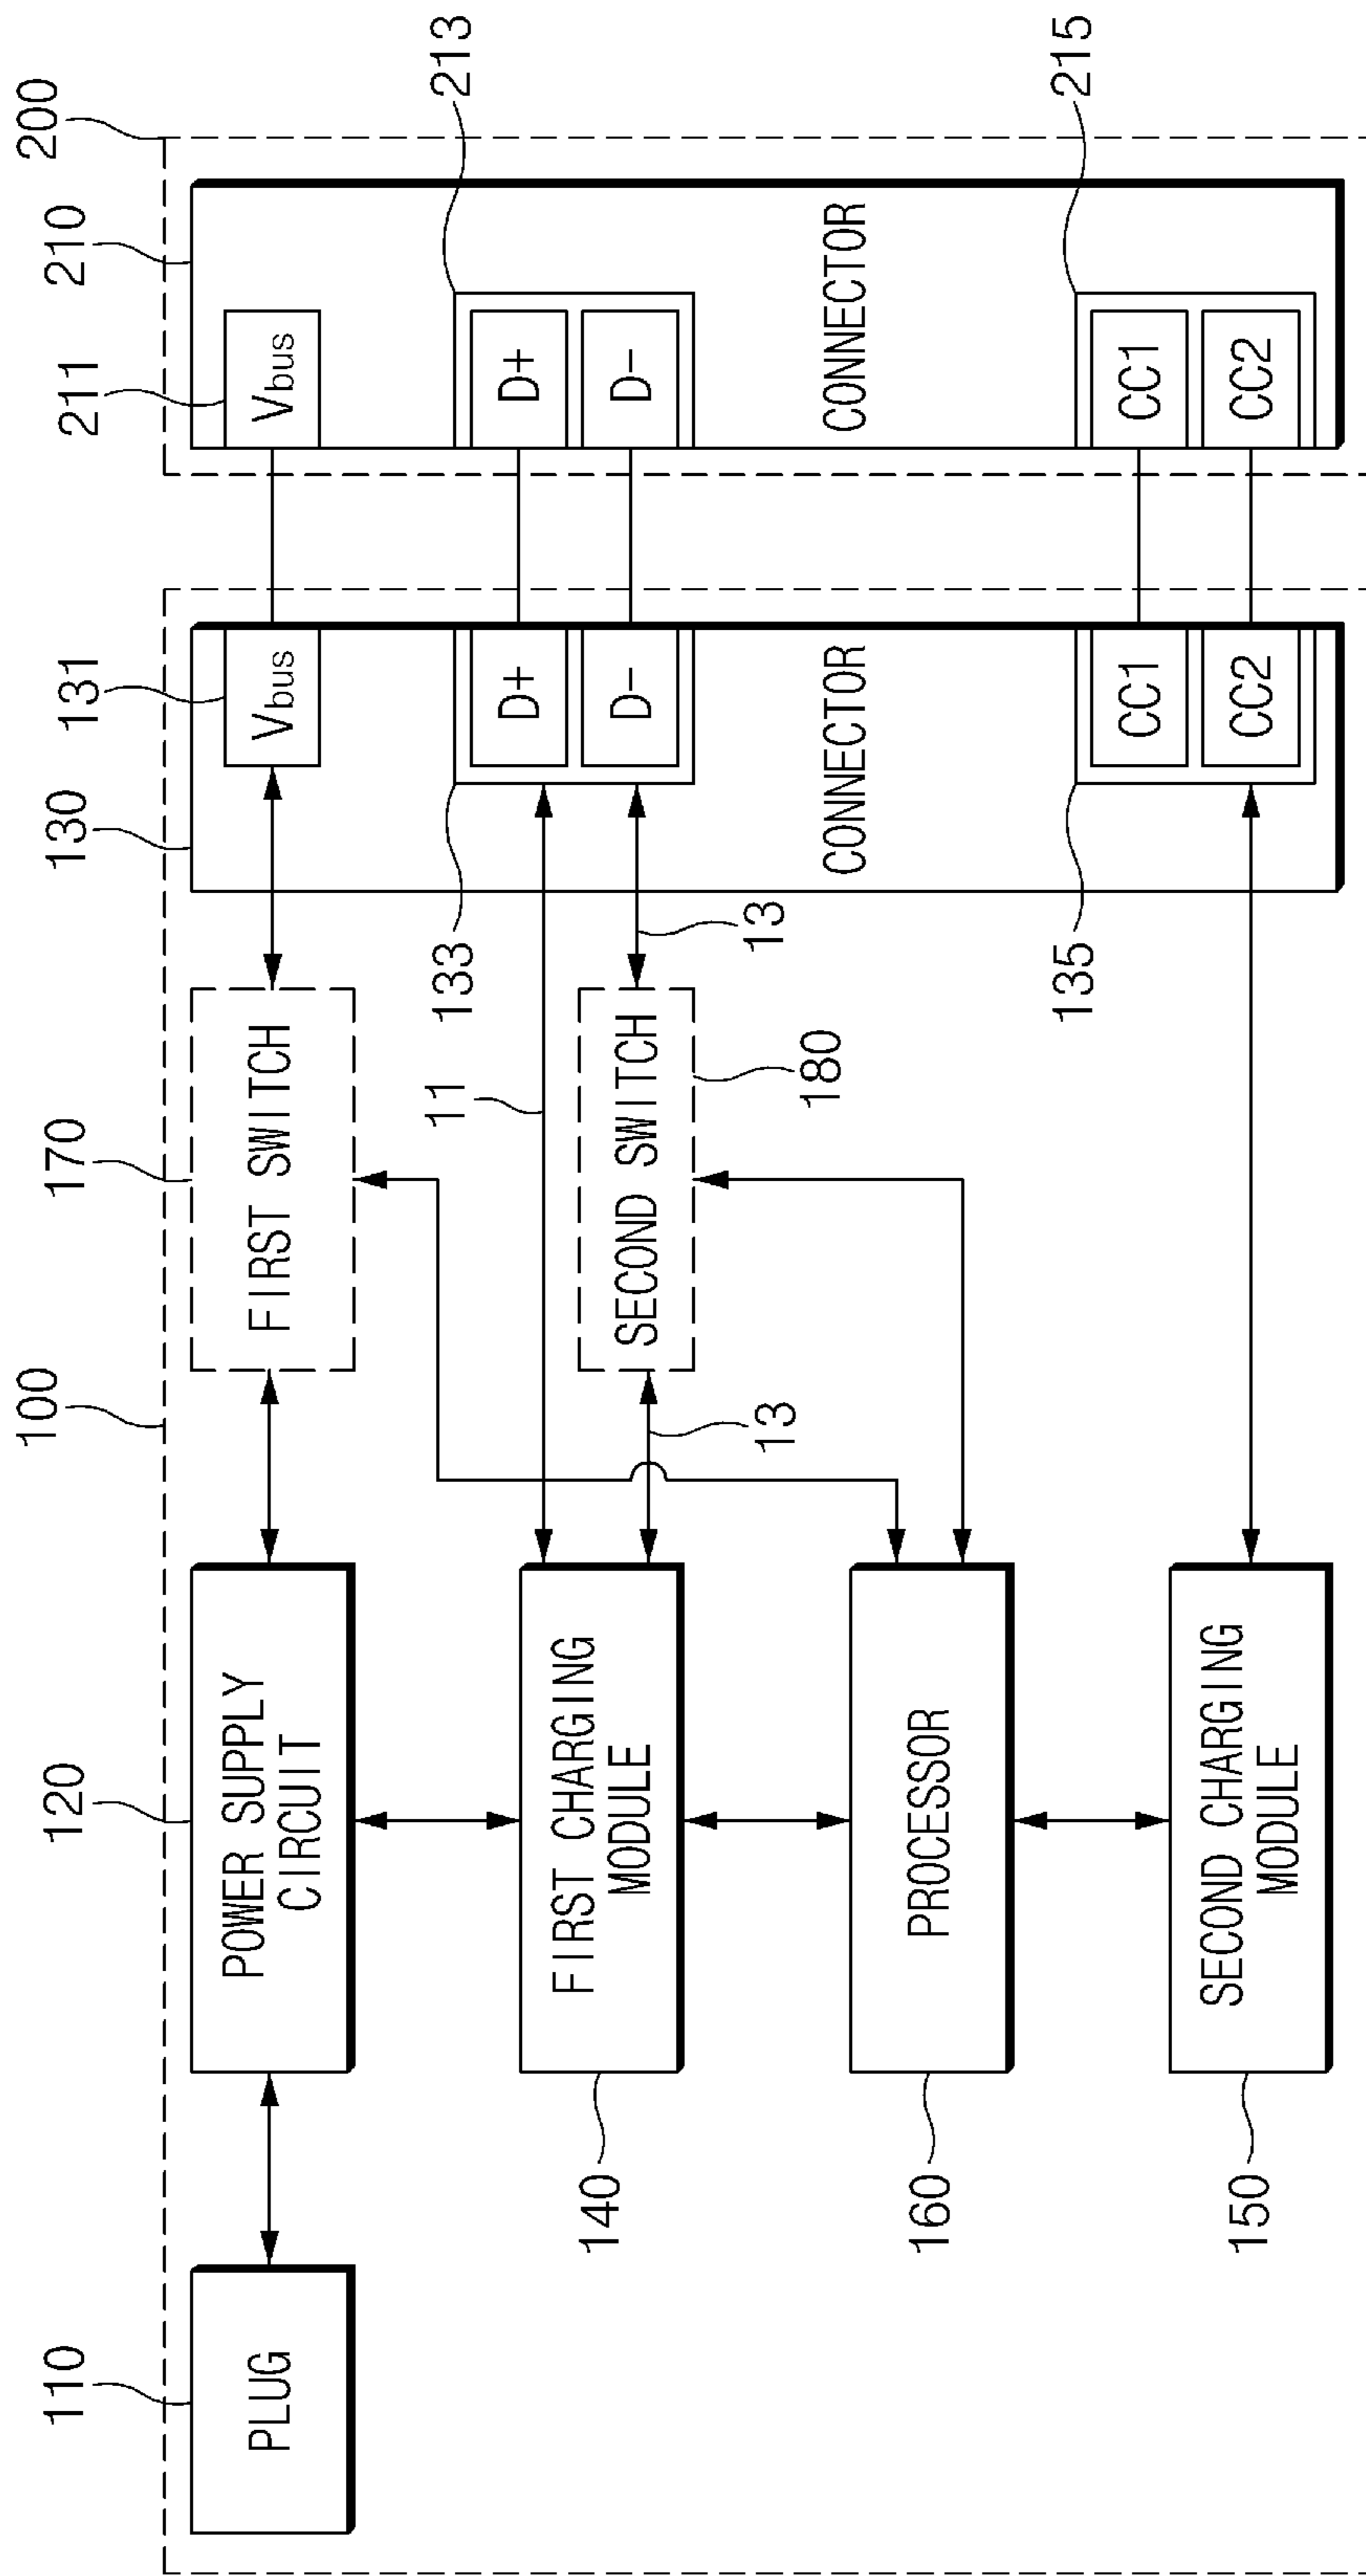 100
200
110
120
170
130
131
211
210
PLUG
POWER SUPPLY
CIRCUIT
FIRST SWITCH
Vbus
Vbus
11
133
213
140
FIRST CHARGING
MODULE
13
SECOND SWITCH
180
13
D+
D-
D+
D-
CONNECTOR
CONNECTOR
160
PROCESSOR
135
215
150
SECOND CHARGING
MODULE
CC1
CC2
CC1
CC2